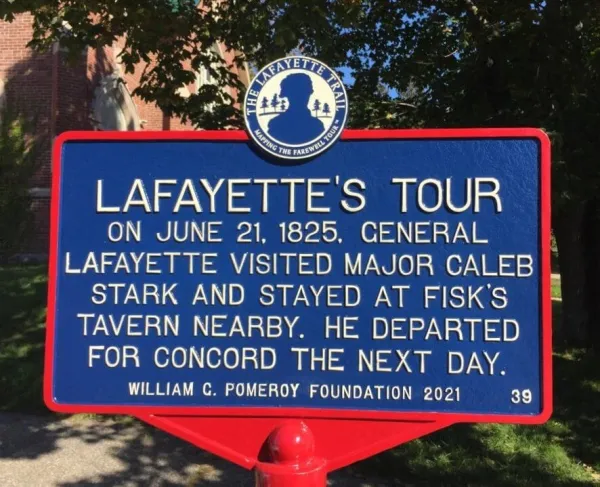 THE LAFAYETTE TRAIL
MAPPING THE FAREWELL TOUR
LAFAYETTE'S TOUR
ON JUNE 21, 1825, GENERAL
LAFAYETTE VISITED MAJOR CALEB
STARK AND STAYED AT FISK'S
TAVERN NEARBY. HE DEPARTED
FOR CONCORD THE NEXT DAY.
WILLIAM G. POMEROY FOUNDATION 2021 39